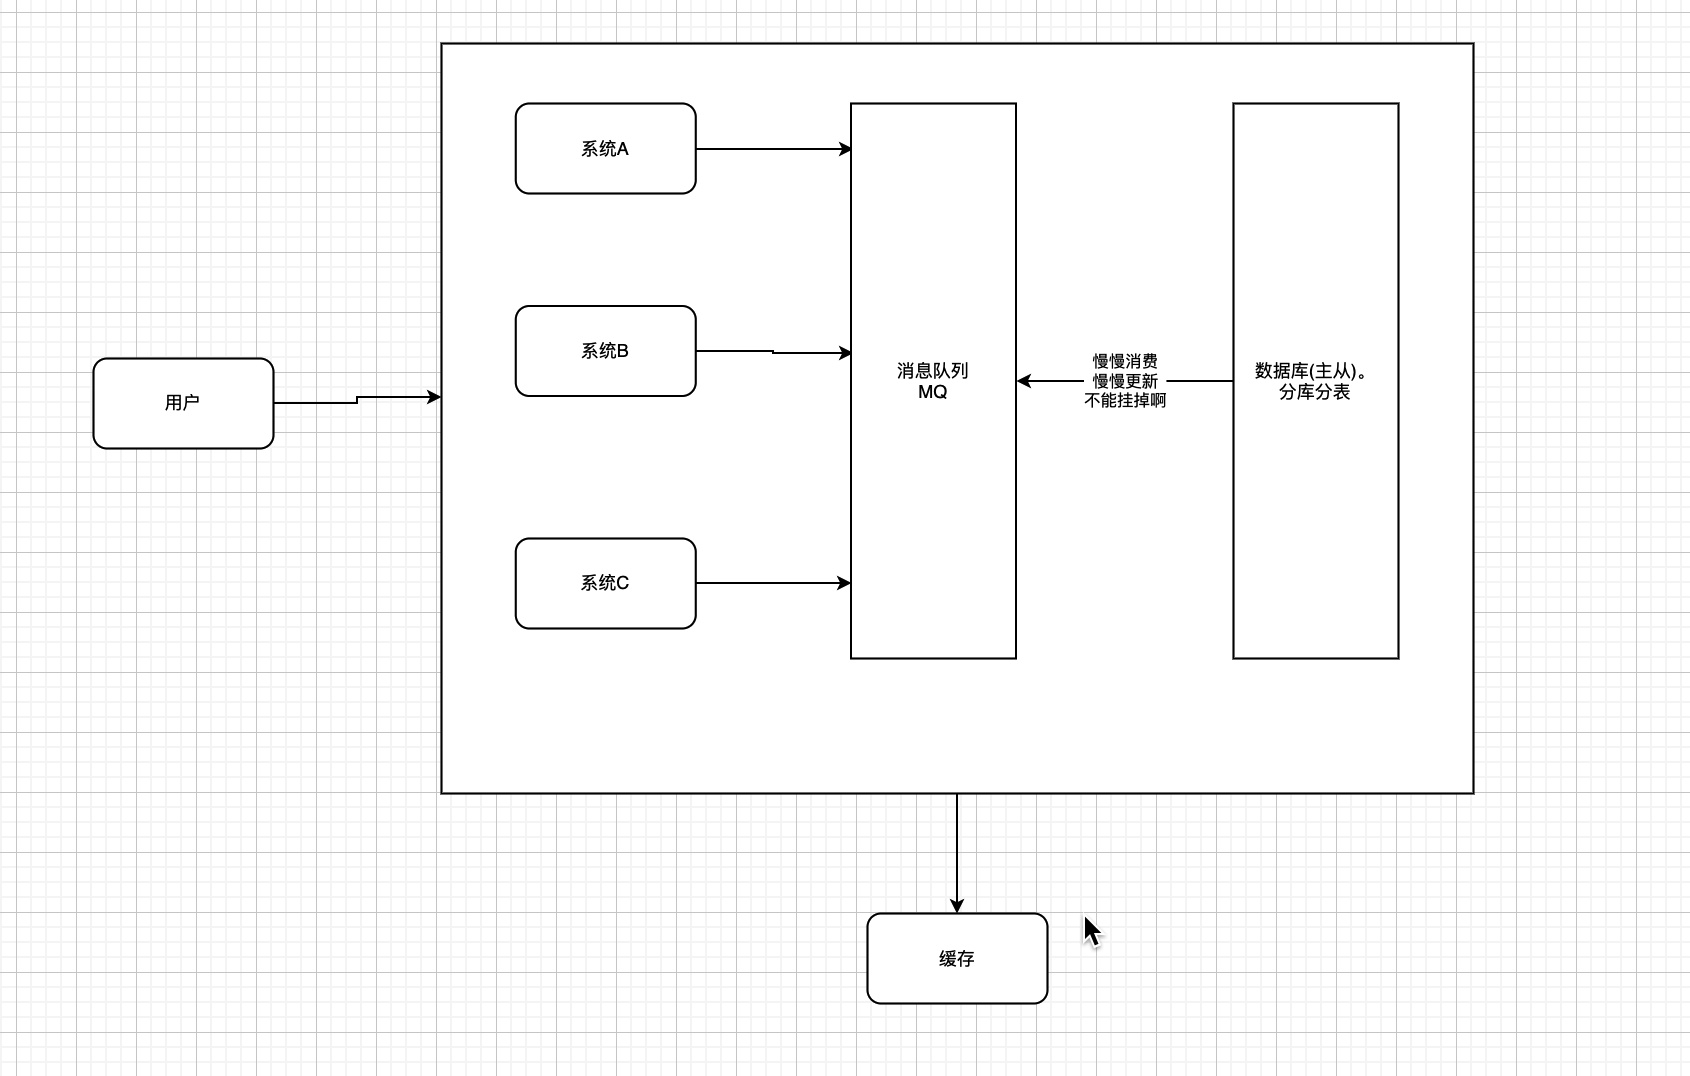 系统A
系统B
用户
消息队列
MQ
慢慢消费
慢慢更新
不能挂掉啊
数据库(主从)。
分库分表
系统C
缓存